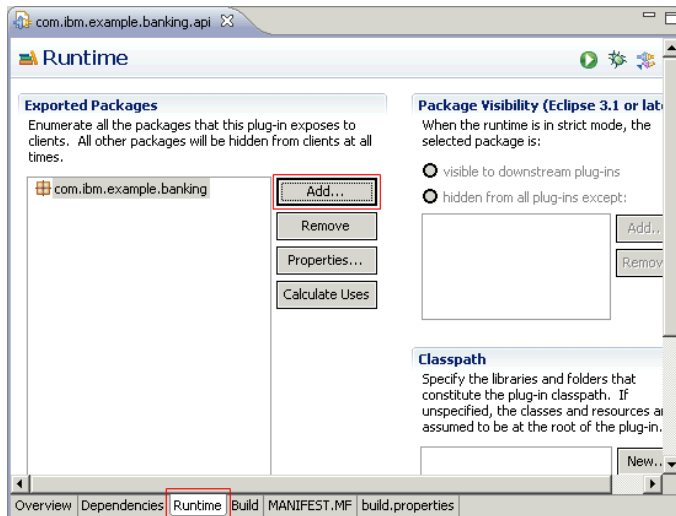 com.ibm.example.banking.api
Runtime
Exported Packages
Enumerate all the packages that this plug-in exposes to
clients. All other packages will be hidden from clients at all
times.
com.ibm.example.banking
Add...
Remove
Properties...
Calculate Uses
Package Visibility (Eclipse 3.1 or lat
When the runtime is in strict mode, the
selected package is:
visible to downstream plug-ins
hidden from all plug-ins except:
Add..
Remov
Classpath
Specify the libraries and folders that
constitute the plug-in classpath. If
unspecified, the classes and resources a
assumed to be at the root of the plug-in.
New..
Overview Dependencies Runtime Build MANIFEST.MF build.properties